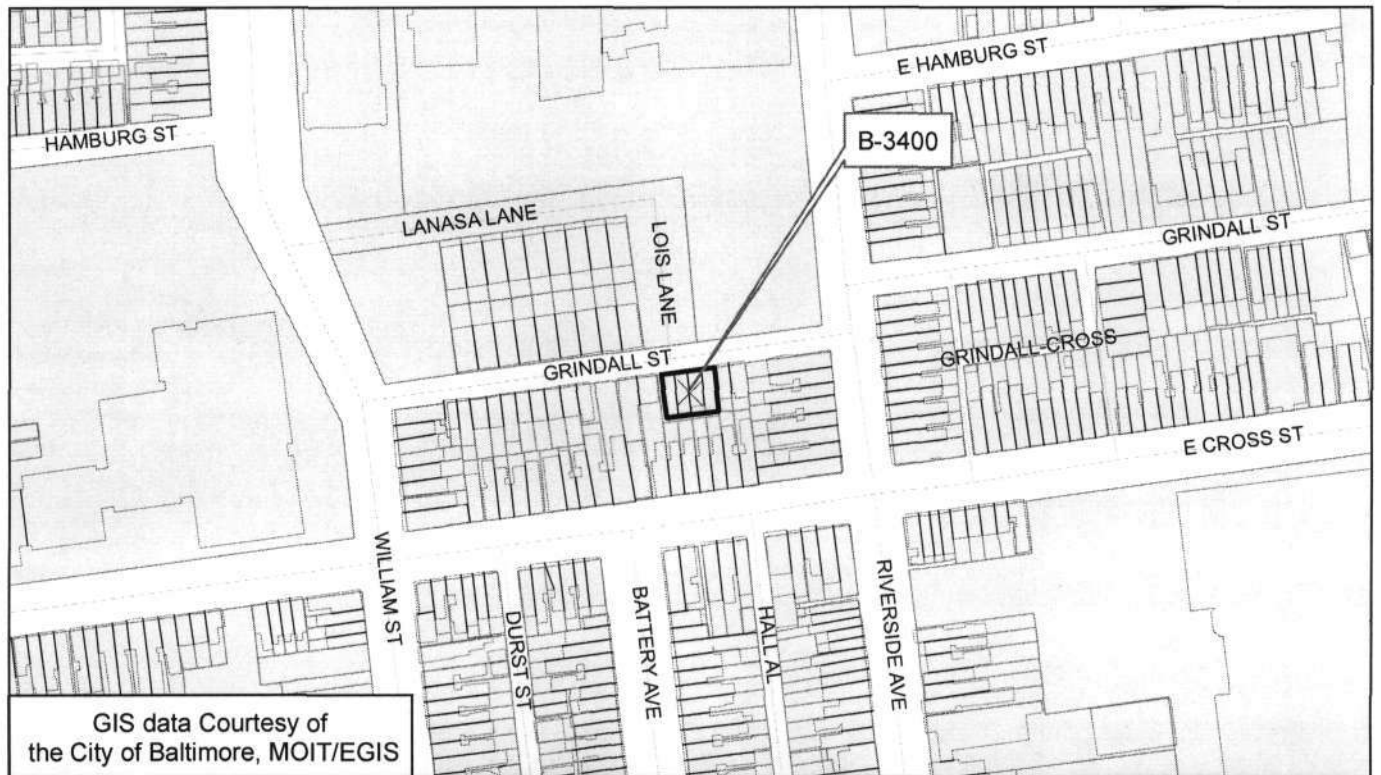 E HAMBURG ST
B-3400
HAMBURG ST
LANASA LANE
LOIS LANE
GRINDALL ST
GRINDALL ST
GRINDALL-CROSS
E CROSS ST
WILLIAM ST
DURST ST
BATTERY AVE
HALL AL
RIVERSIDE AVE
GIS data Courtesy of
the City of Baltimore, MOIT/EGIS